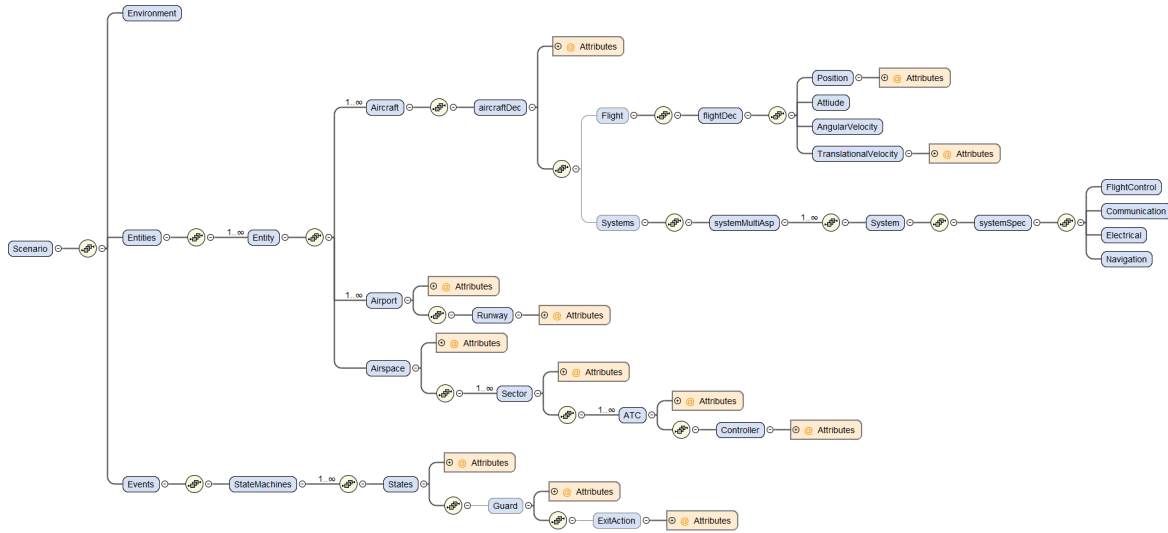 Environment
@ Attributes
1..∞ Aircraft
aircraftDec
Flight
flightDec
Position
@ Attributes
Attiude
AngularVelocity
TranslationalVelocity
@ Attributes
Systems
systemMultiAsp
1..∞
System
systemSpec
FlightControl
Communication
Electrical
Navigation
Scenario
Entities
1..∞
Entity
1..∞ Airport
@ Attributes
Runway
@ Attributes
Airspace
@ Attributes
1..∞
Sector
@ Attributes
1..∞
ATC
@ Attributes
Controller
@ Attributes
Events
StateMachines
1..∞
States
@ Attributes
Guard
@ Attributes
ExitAction
@ Attributes